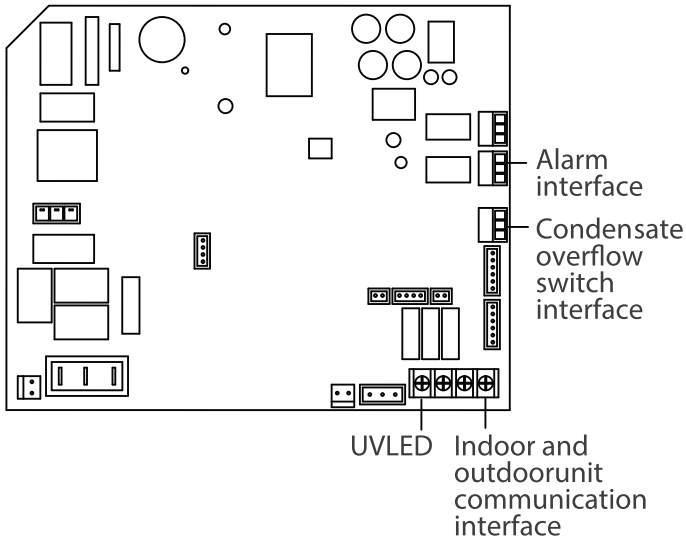 Alarm
interface
Condensate
overflow
switch
interface
UVLED
Indoor and
outdoorunit
communication
interface